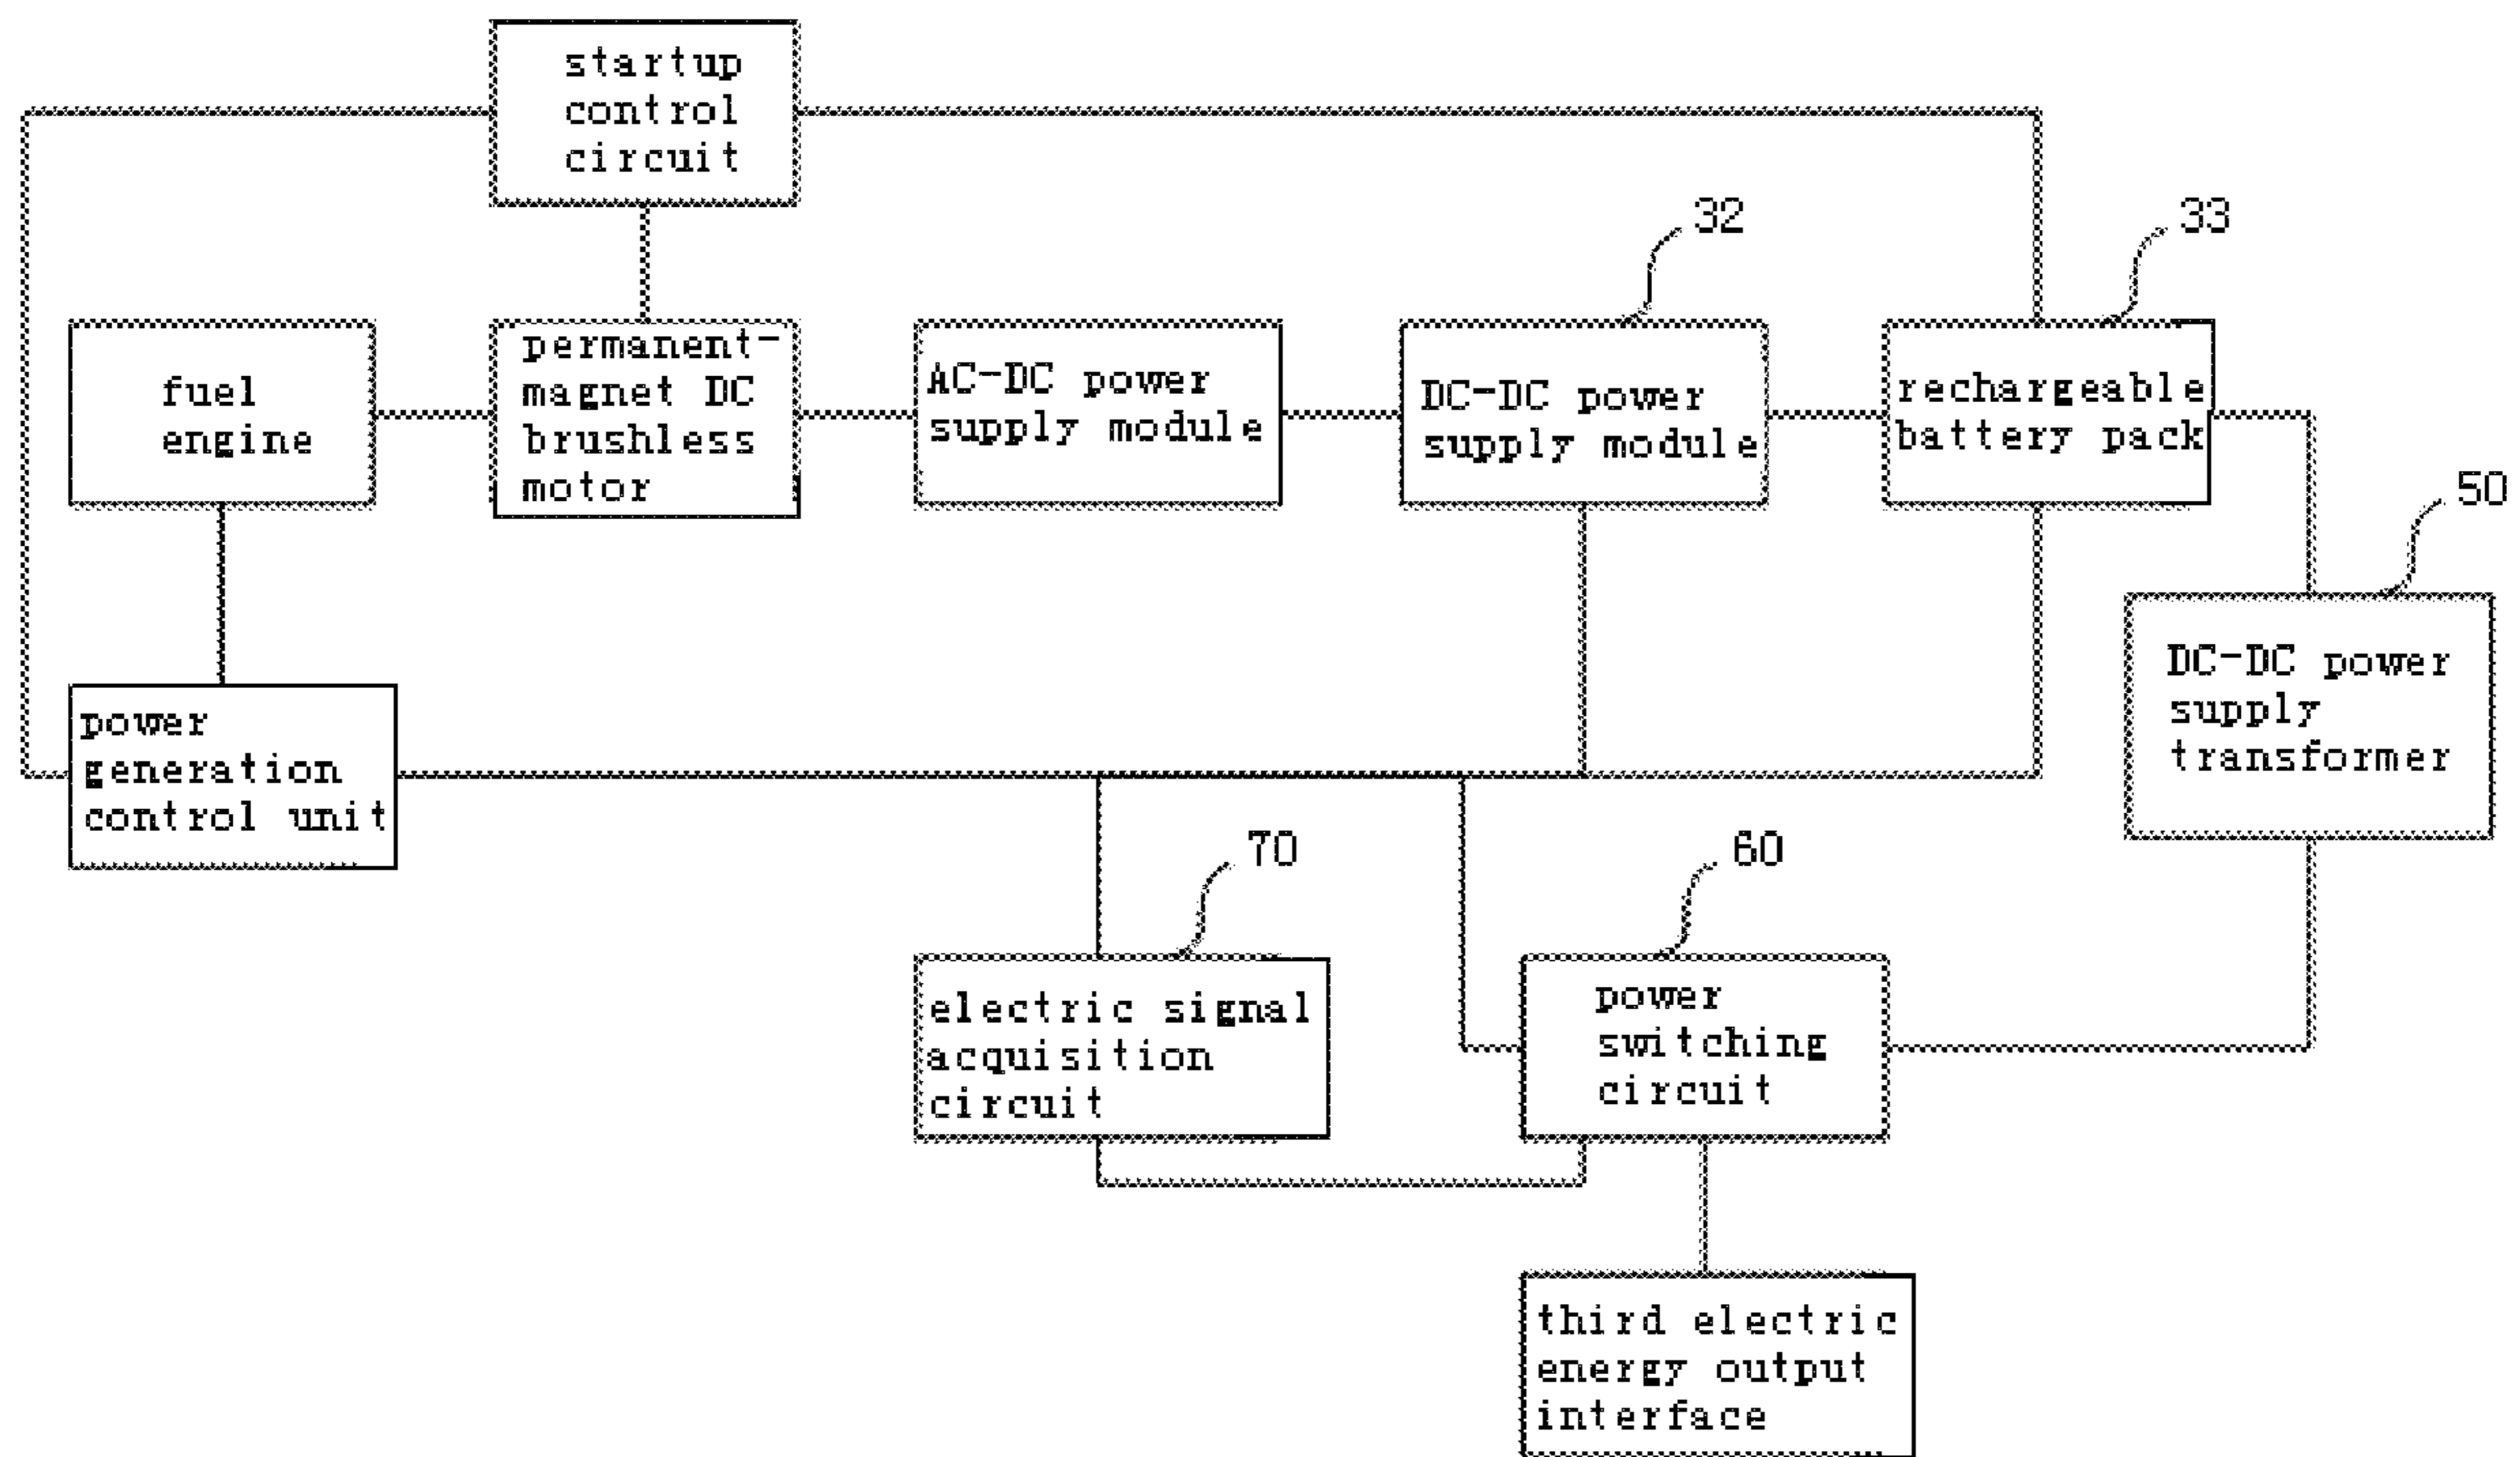 startup
control
circuit
32
33
fuel
engine
permanent-
magnet DC
brushless
motor
AC-DC power
supply module
DC-DC power
supply module
rechargeable
battery pack
50
DC-DC power
supply
transformer
power
generation
control unit
70
60
electric signal
acquisition
circuit
power
switching
circuit
third electric
energy output
interface